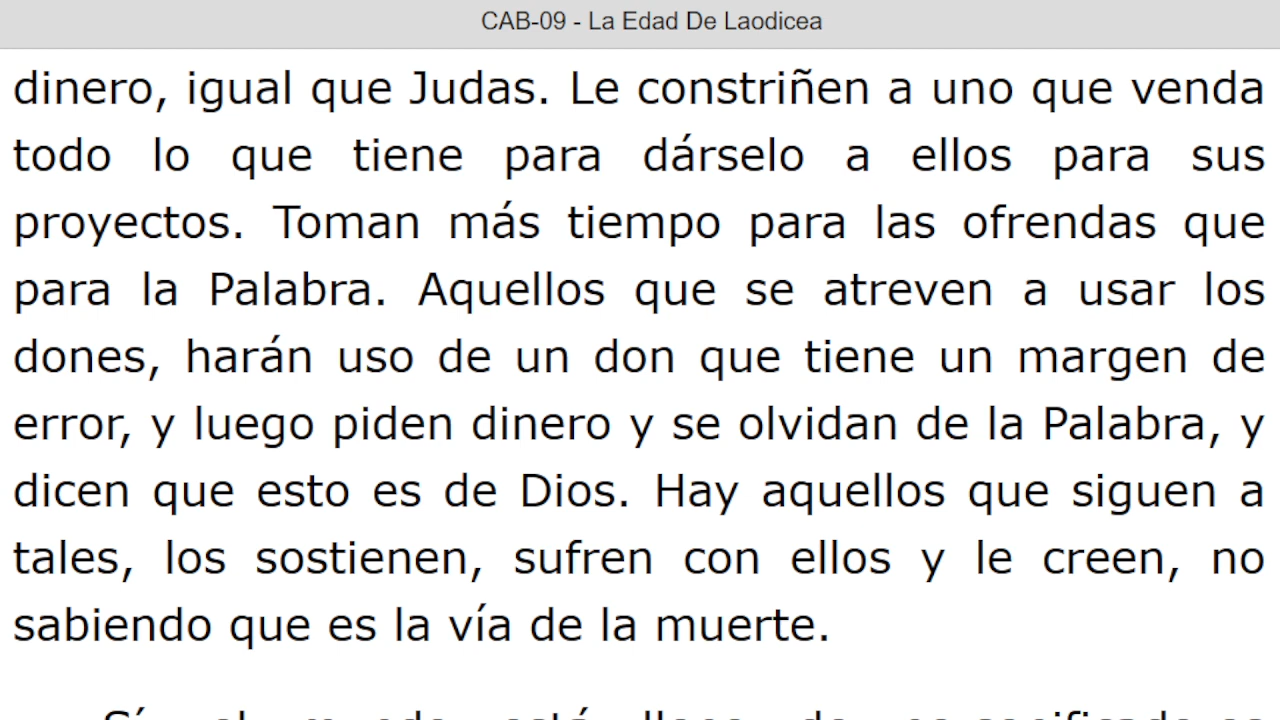 CAB-09 - La Edad De Laodicea
dinero, igual que Judas. Le constriñen a uno que venda
todo lo que tiene para dárselo a ellos para sus
proyectos. Toman más tiempo para las ofrendas que
para la Palabra. Aquellos que se atreven a usar los
dones, harán uso de un don que tiene un margen de
error, y luego piden dinero y se olvidan de la Palabra, y
dicen que esto es de Dios. Hay aquellos que siguen a
tales, los sostienen, sufren con ellos y le creen, no
sabiendo que es la vía de la muerte.